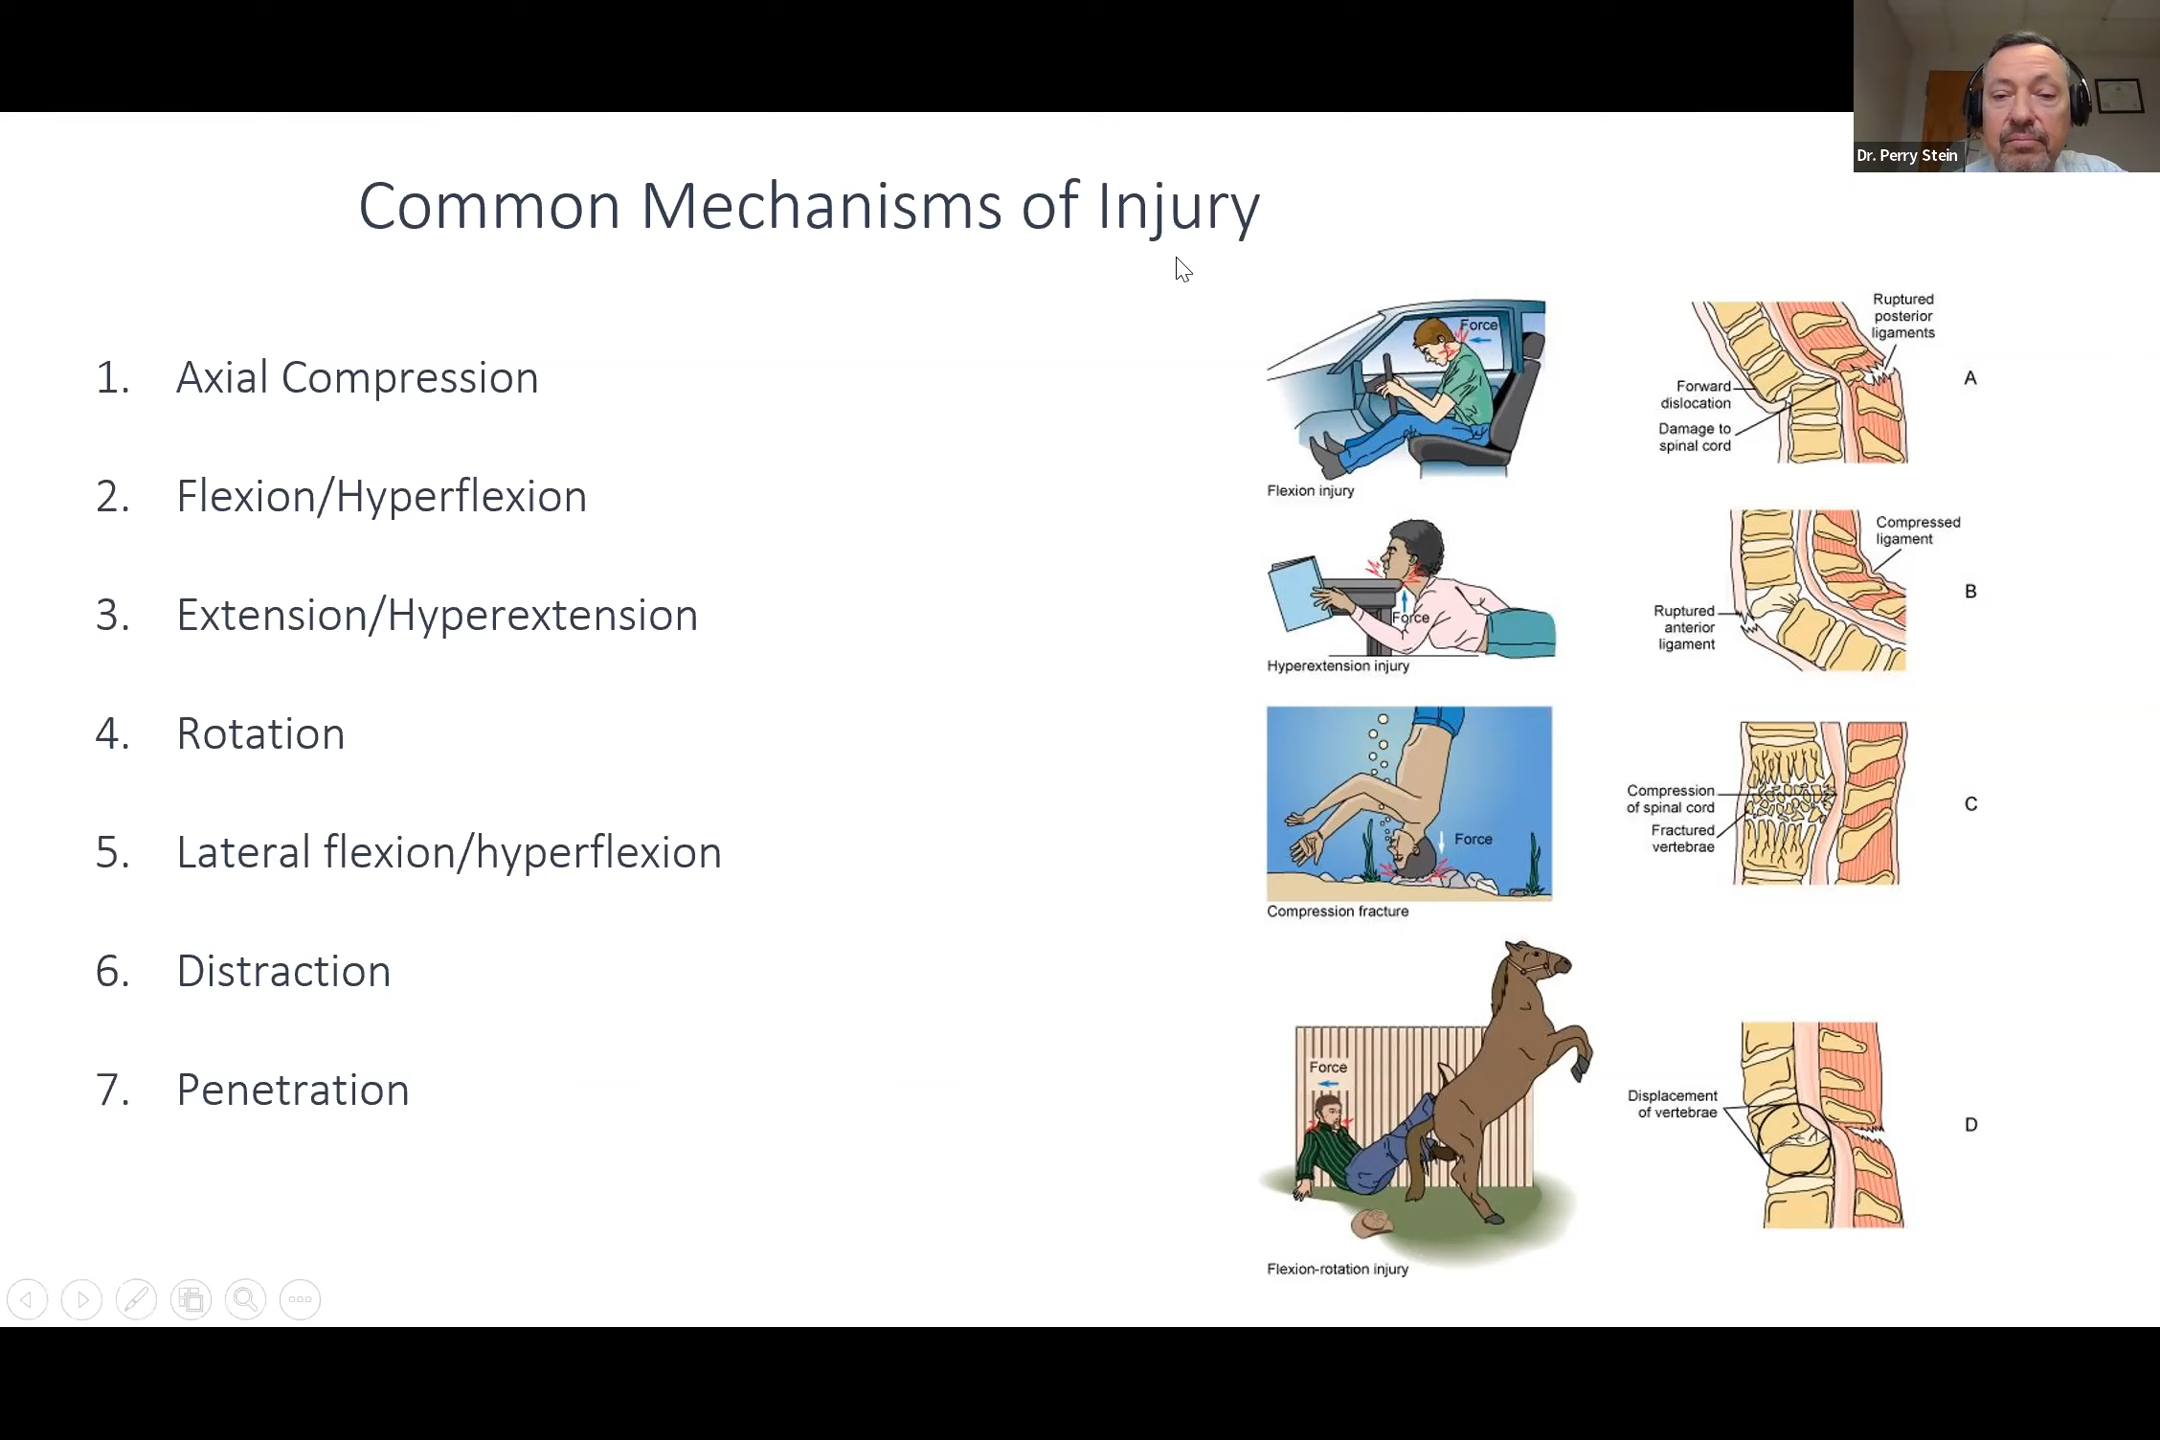 Dr. Perry Stein
Common Mechanisms of Injury
1. Axial Compression
2. Flexion/Hyperflexion
3. Extension/Hyperextension
4. Rotation
5. Lateral flexion/hyperflexion
6. Distraction
7. Penetration
Force
Flexion injury
Ruptured
posterior
ligaments
Forward
dislocation
Damage to
spinal cord
A
Force
Hyperextension injury
Compressed
ligament
Ruptured
anterior
ligament
B
Force
Compression fracture
Compression
of spinal cord
Fractured
vertebrae
C
Force
Flexion-rotation injury
Displacement
of vertebrae
D